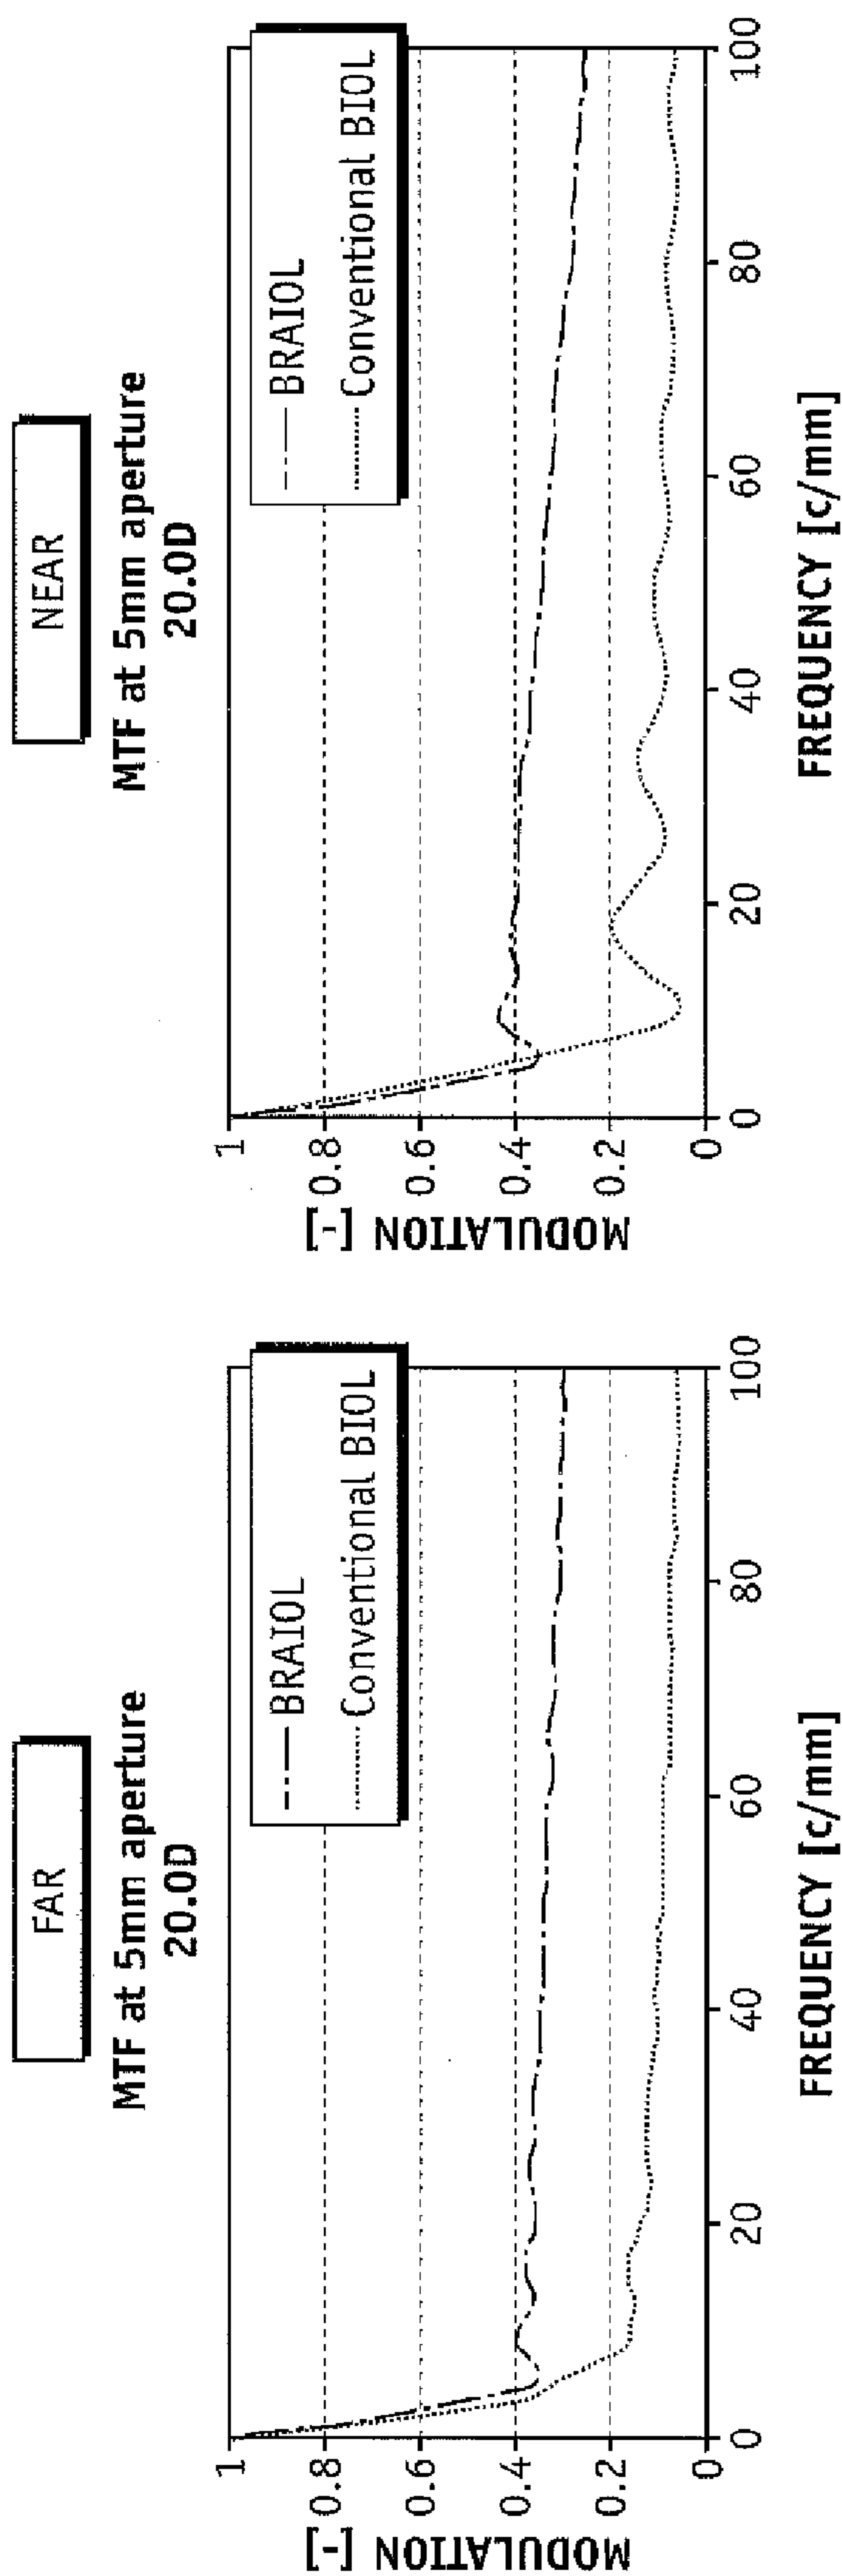 FAR
MTF at 5mm aperture
20.0D
MODULATION [-]
1
0.8
0.6
0.4
0.2
0
BRAIOL
Conventional BIOL
0 20 40 60 80 100
FREQUENCY [c/mm]
NEAR
MTF at 5mm aperture
20.0D
MODULATION [-]
1
0.8
0.6
0.4
0.2
0
BRAIOL
Conventional BIOL
0 20 40 60 80 100
FREQUENCY [c/mm]